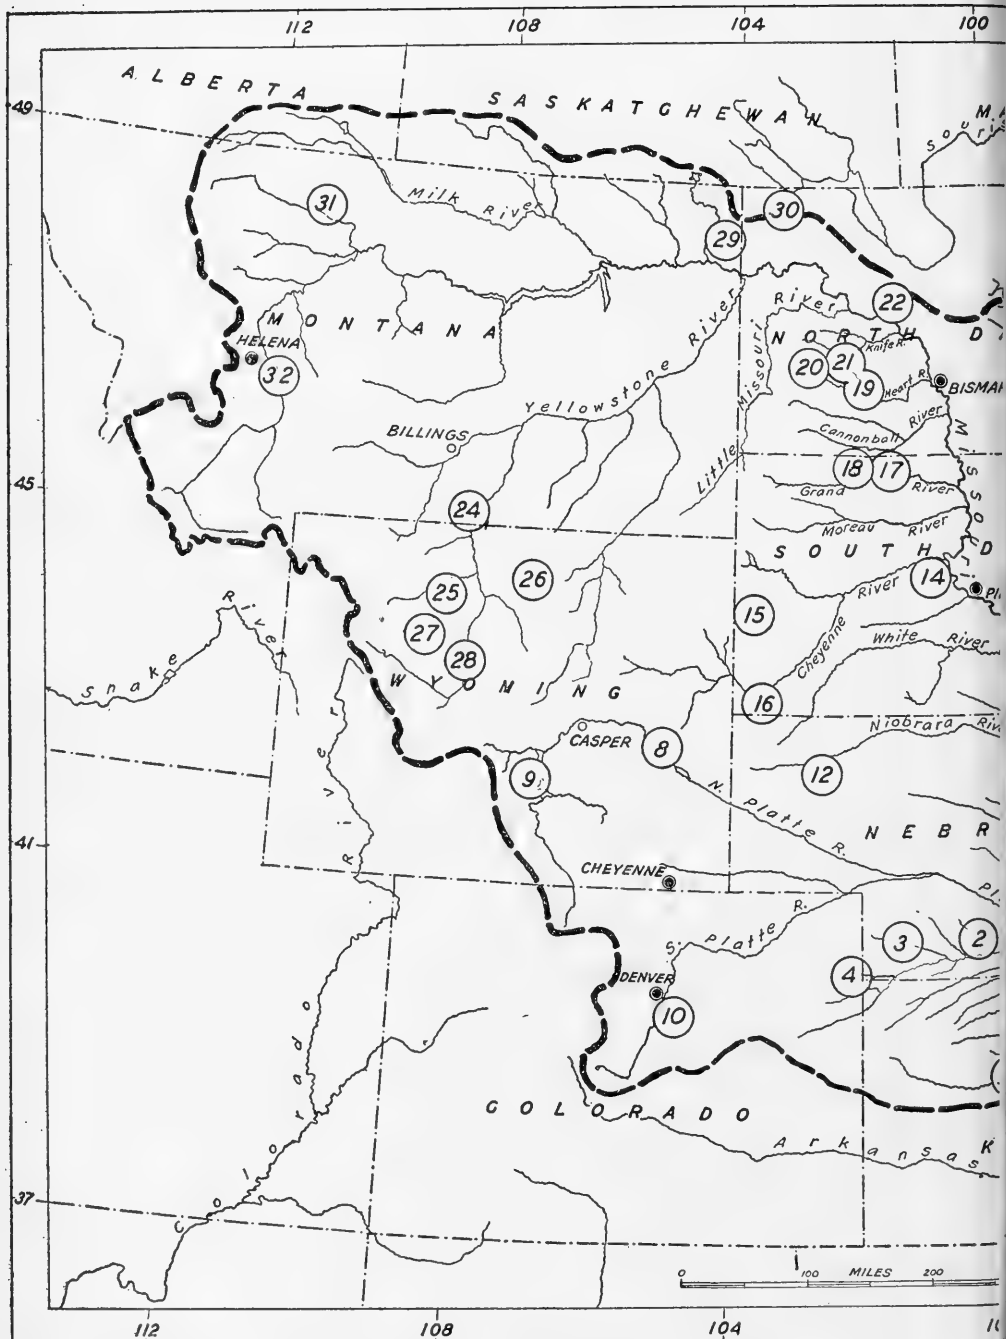 112 108 104 100
ALBERTA
SASKATCHEWAN
49
Souris
31
Milk River
30
29
River
22
MONTANA
NORTH D
HELENA
Knife R.
32
20
21
19
Heart R.
BISMAR
Missouri
Little
Yellowstone River
BILLINGS
Cannonball River
Missouri
18
17
45
Grand River
24
Moreau River
SOUTH D
14
26
25
15
Cheyenne River
27
White River
Snake River
28
WYOMING
16
Niobrara
CASPER
8
9
12
N. Platte R.
NEBR
41
River
CHEYENNE
S. Platte R.
3
2
4
DENVER
10
Colorado
COLORADO
Arkansas
K
37
0 100 MILES 200
112 108 104